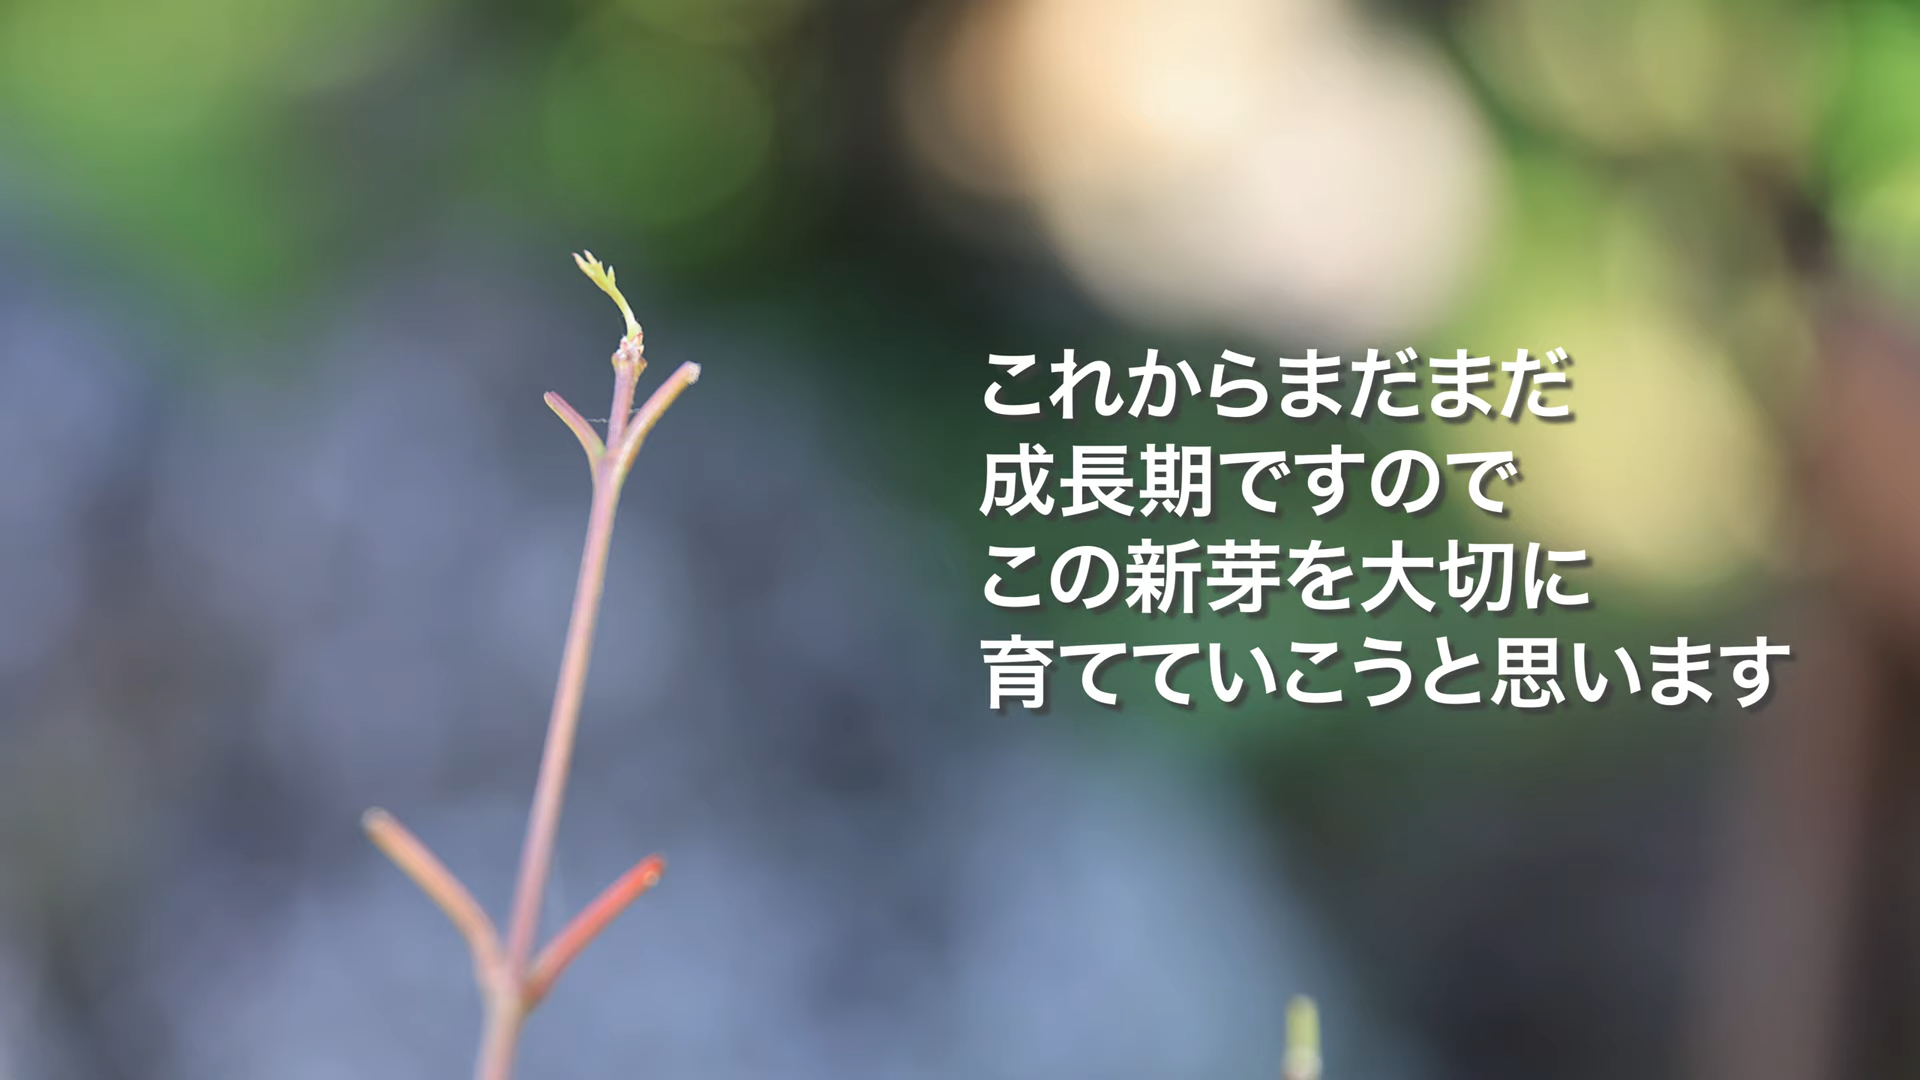 これからまだまだ
成長期ですので
この新芽を大切に
育てていこうと思います